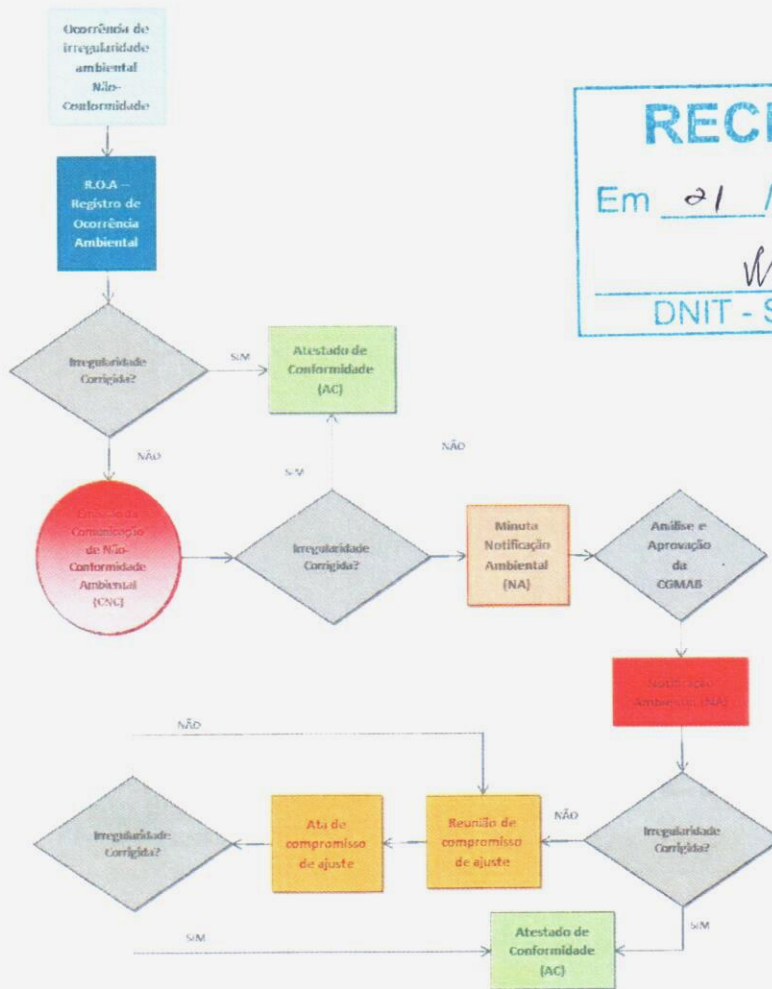 Ocorrência de
irregularidade
ambiental
Não-
Conformidade
RECE
Em 21 /
DNIT - S
R.O.A –
Registro de
Ocorrência
Ambiental
Irregularidade
Corrigida?
SIM
Atestado de
Conformidade
(AC)
NÃO
SIM
NÃO
Emissão da
Comunicação
de Não-
Conformidade
Ambiental
(CNC)
Irregularidade
Corrigida?
Minuta
Notificação
Ambiental
(NA)
Análise e
Aprovação
da
CGMAB
Notificação
Ambiental (NA)
NÃO
Irregularidade
Corrigida?
Ata de
compromisso
de ajuste
Reunião de
compromisso
de ajuste
NÃO
Irregularidade
Corrigida?
SIM
Atestado de
Conformidade
(AC)
SIM